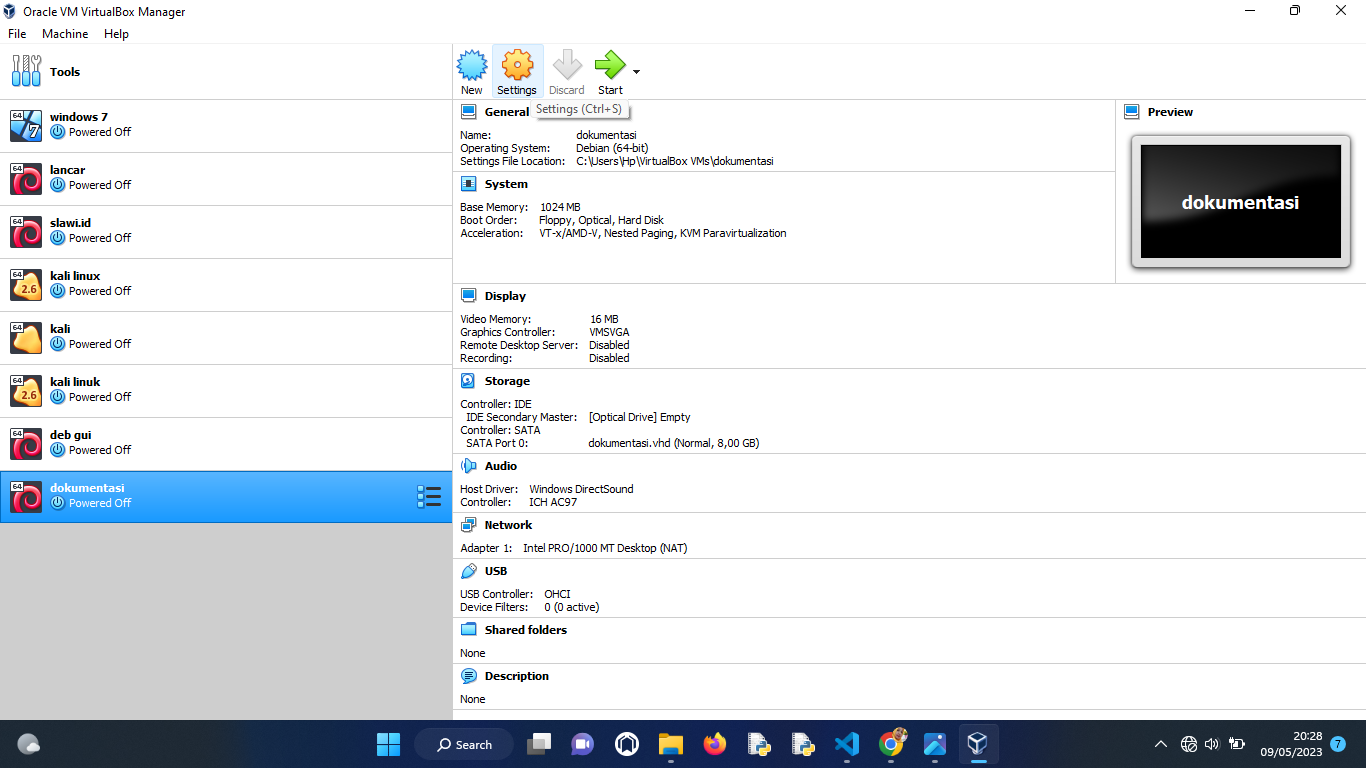 Oracle VM VirtualBox Manager
File Machine Help
Tools
New Settings Discard Start
Settings (Ctrl+S)
64 windows 7
7 Powered Off
64 lancar
Powered Off
64 slawi.id
Powered Off
64 kali linux
2.6 Powered Off
64 kali
Powered Off
64 kali linuk
2.6 Powered Off
64 deb gui
Powered Off
64 dokumentasi
Powered Off
General
Name: dokumentasi
Operating System: Debian (64-bit)
Settings File Location: C:\Users\Hp\VirtualBox VMs\dokumentasi
System
Base Memory: 1024 MB
Boot Order: Floppy, Optical, Hard Disk
Acceleration: VT-x/AMD-V, Nested Paging, KVM Paravirtualization
Preview
dokumentasi
Display
Video Memory: 16 MB
Graphics Controller: VMSVGA
Remote Desktop Server: Disabled
Recording: Disabled
Storage
Controller: IDE
IDE Secondary Master: [Optical Drive] Empty
Controller: SATA
SATA Port 0: dokumentasi.vhd (Normal, 8,00 GB)
Audio
Host Driver: Windows DirectSound
Controller: ICH AC97
Network
Adapter 1: Intel PRO/1000 MT Desktop (NAT)
USB
USB Controller: OHCI
Device Filters: 0 (0 active)
Shared folders
None
Description
None
Search
20:28
09/05/2023
7